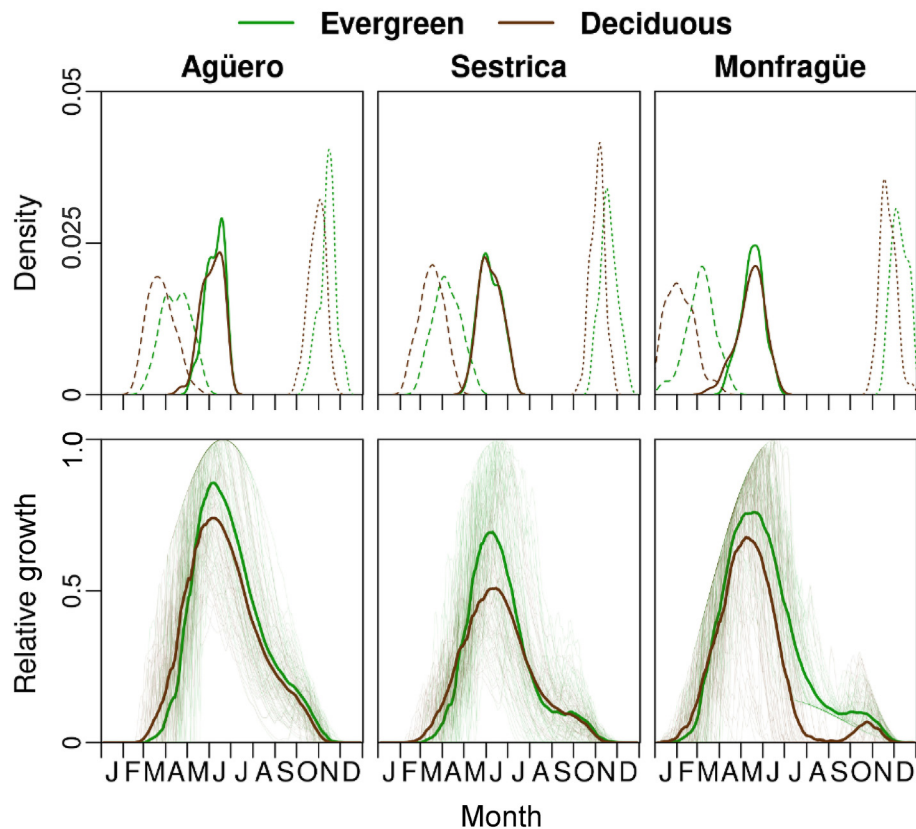 Evergreen Deciduous
Agüero Sestrica Monfragüe
0.05
0.025
0
Density
1.0
0.5
0
Relative growth
J F M A M J J A S O N D J F M A M J J A S O N D J F M A M J J A S O N D
Month